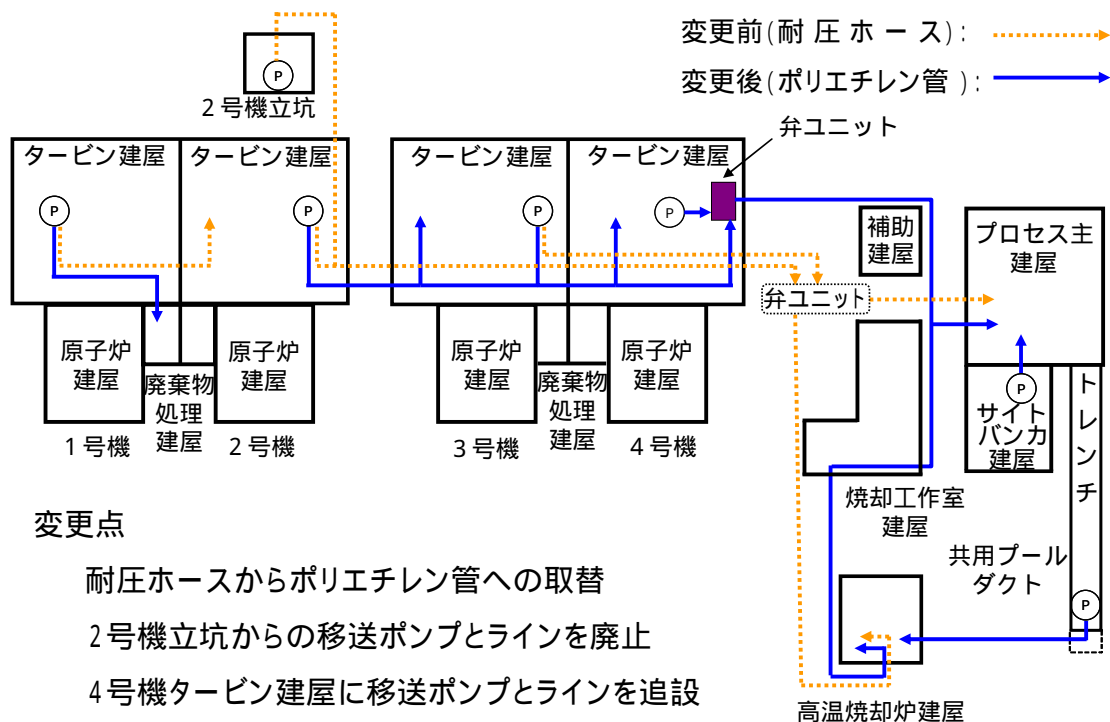 変更前(耐圧ホース):
変更後(ポリエチレン管):
P
2号機立坑
弁ユニット
タービン建屋
タービン建屋
タービン建屋
タービン建屋
P
P
P
P
補助
建屋
プロセス主
建屋
弁ユニット
原子炉
建屋
廃棄物
処理
建屋
原子炉
建屋
原子炉
建屋
廃棄物
処理
建屋
原子炉
建屋
1号機
2号機
3号機
4号機
P
サイト
バンカ
建屋
トレンチ
焼却工作室
建屋
共用プール
ダクト
P
高温焼却炉建屋
変更点
耐圧ホースからポリエチレン管への取替
2号機立坑からの移送ポンプとラインを廃止
4号機タービン建屋に移送ポンプとラインを追設